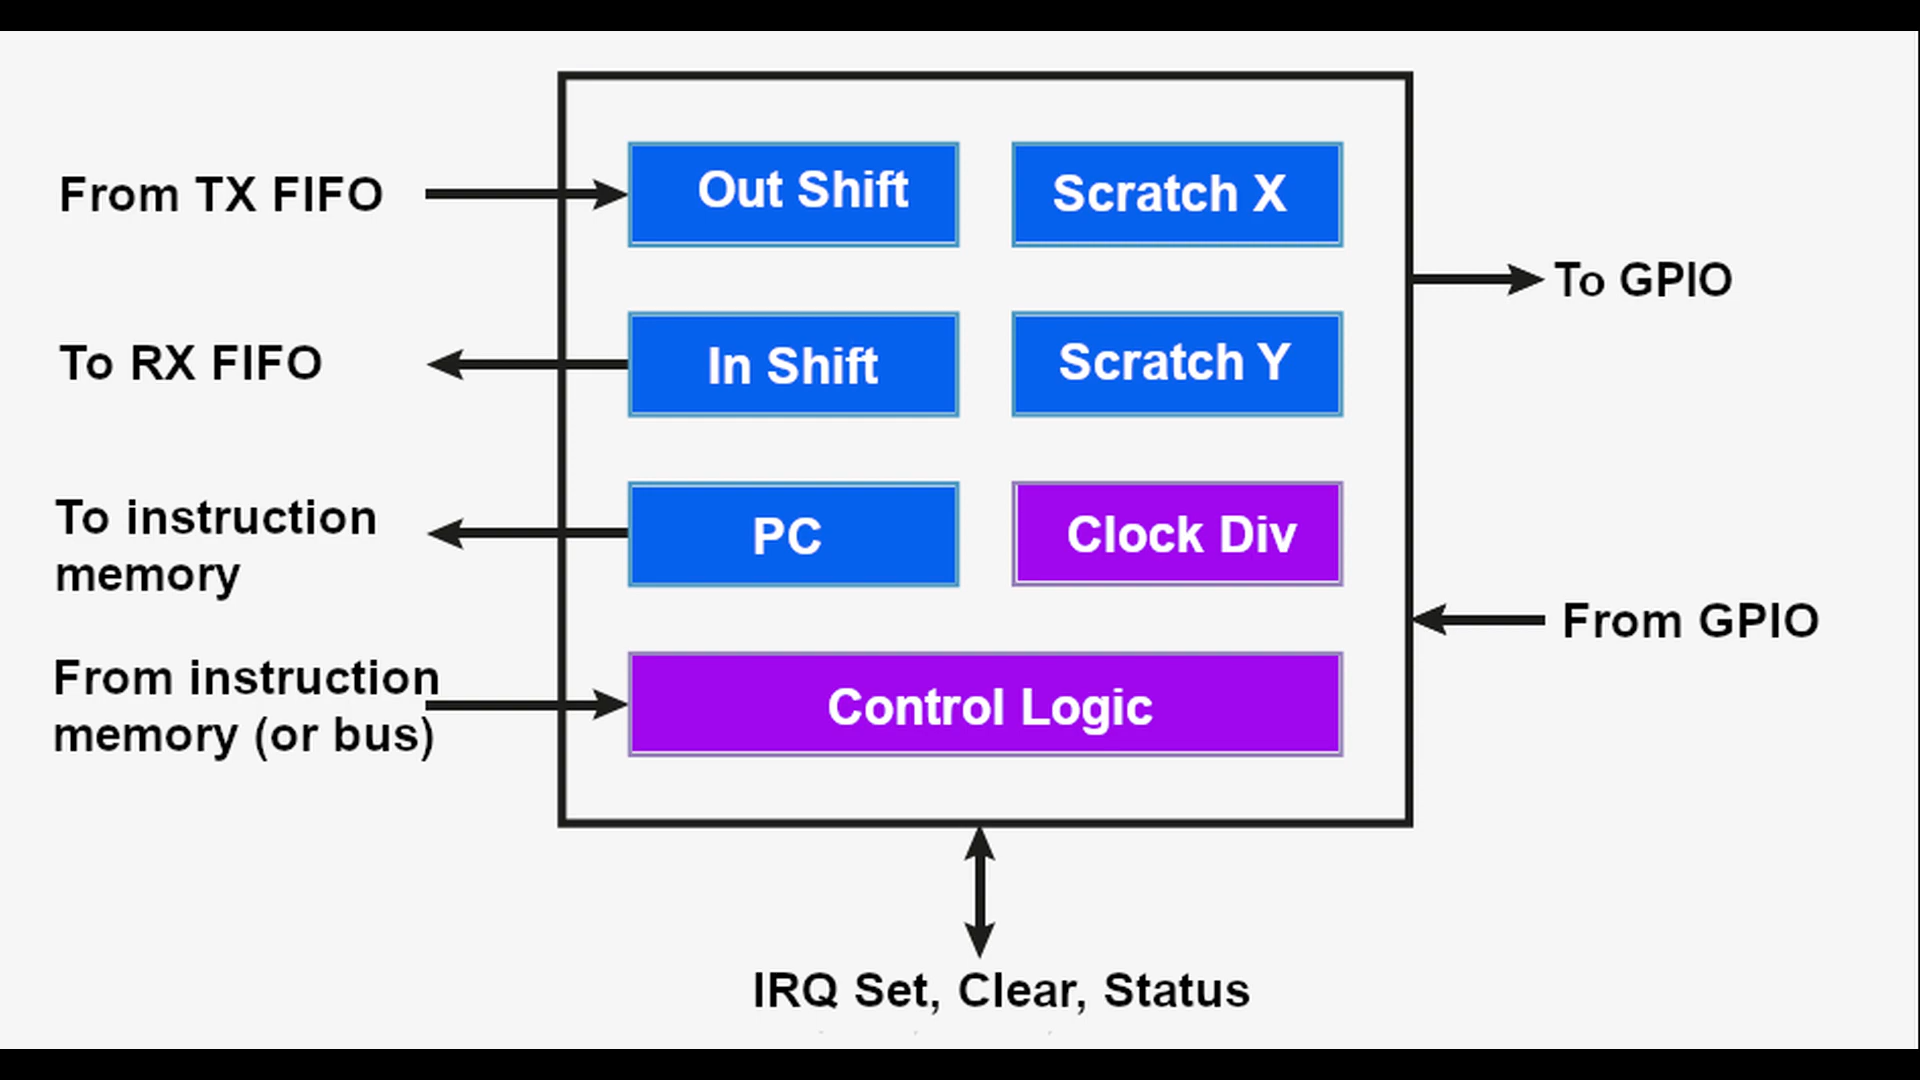 From TX FIFO
Out Shift
Scratch X
To GPIO
To RX FIFO
In Shift
Scratch Y
To instruction
memory
PC
Clock Div
From GPIO
From instruction
memory (or bus)
Control Logic
IRQ Set, Clear, Status